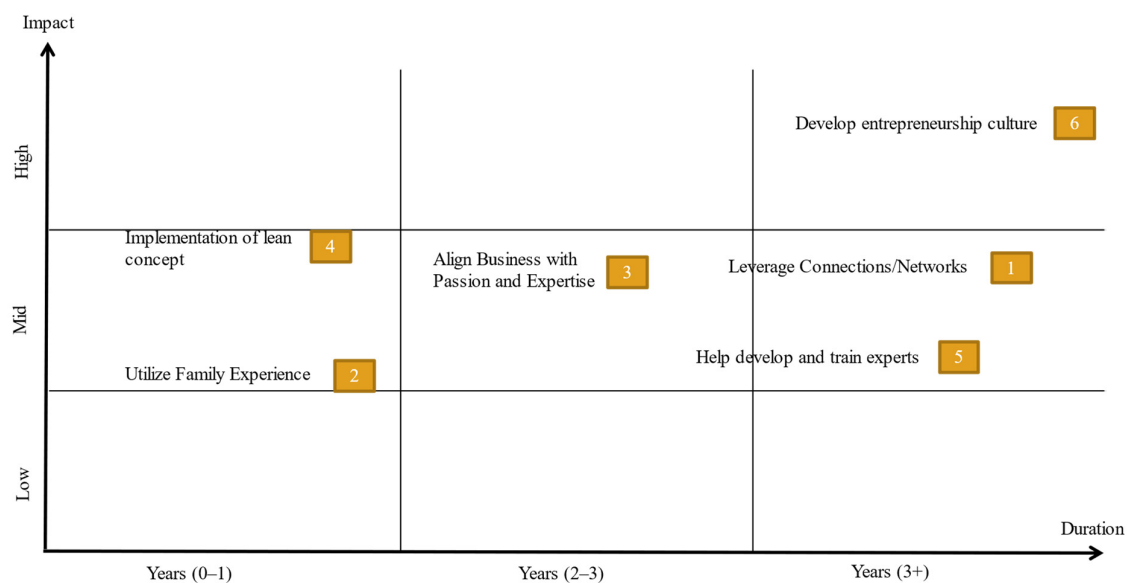 Impact
High
Develop entrepreneurship culture 6
Implementation of lean
concept
4
Align Business with
Passion and Expertise
3
Leverage Connections/Networks 1
Mid
Help develop and train experts 5
Utilize Family Experience 2
Low
Duration
Years (0–1)
Years (2–3)
Years (3+)